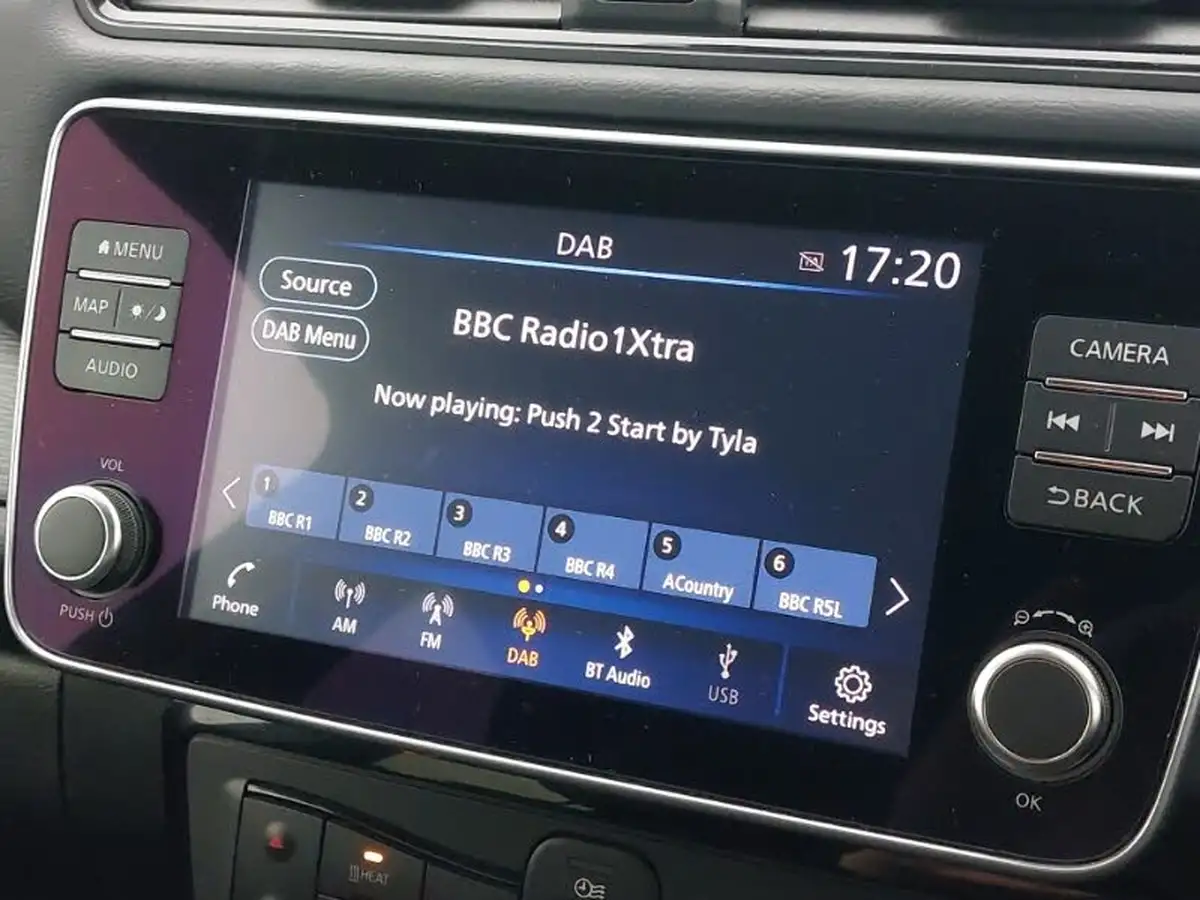 MENU
MAP
AUDIO
VOL
PUSH
DAB
TA
17:20
Source
DAB Menu
BBC Radio1Xtra
Now playing: Push 2 Start by Tyla
1 BBC R1
2 BBC R2
3 BBC R3
4 BBC R4
5 ACountry
6 BBC R5L
Phone
AM
FM
DAB
BT Audio
USB
Settings
CAMERA
BACK
OK
HEAT